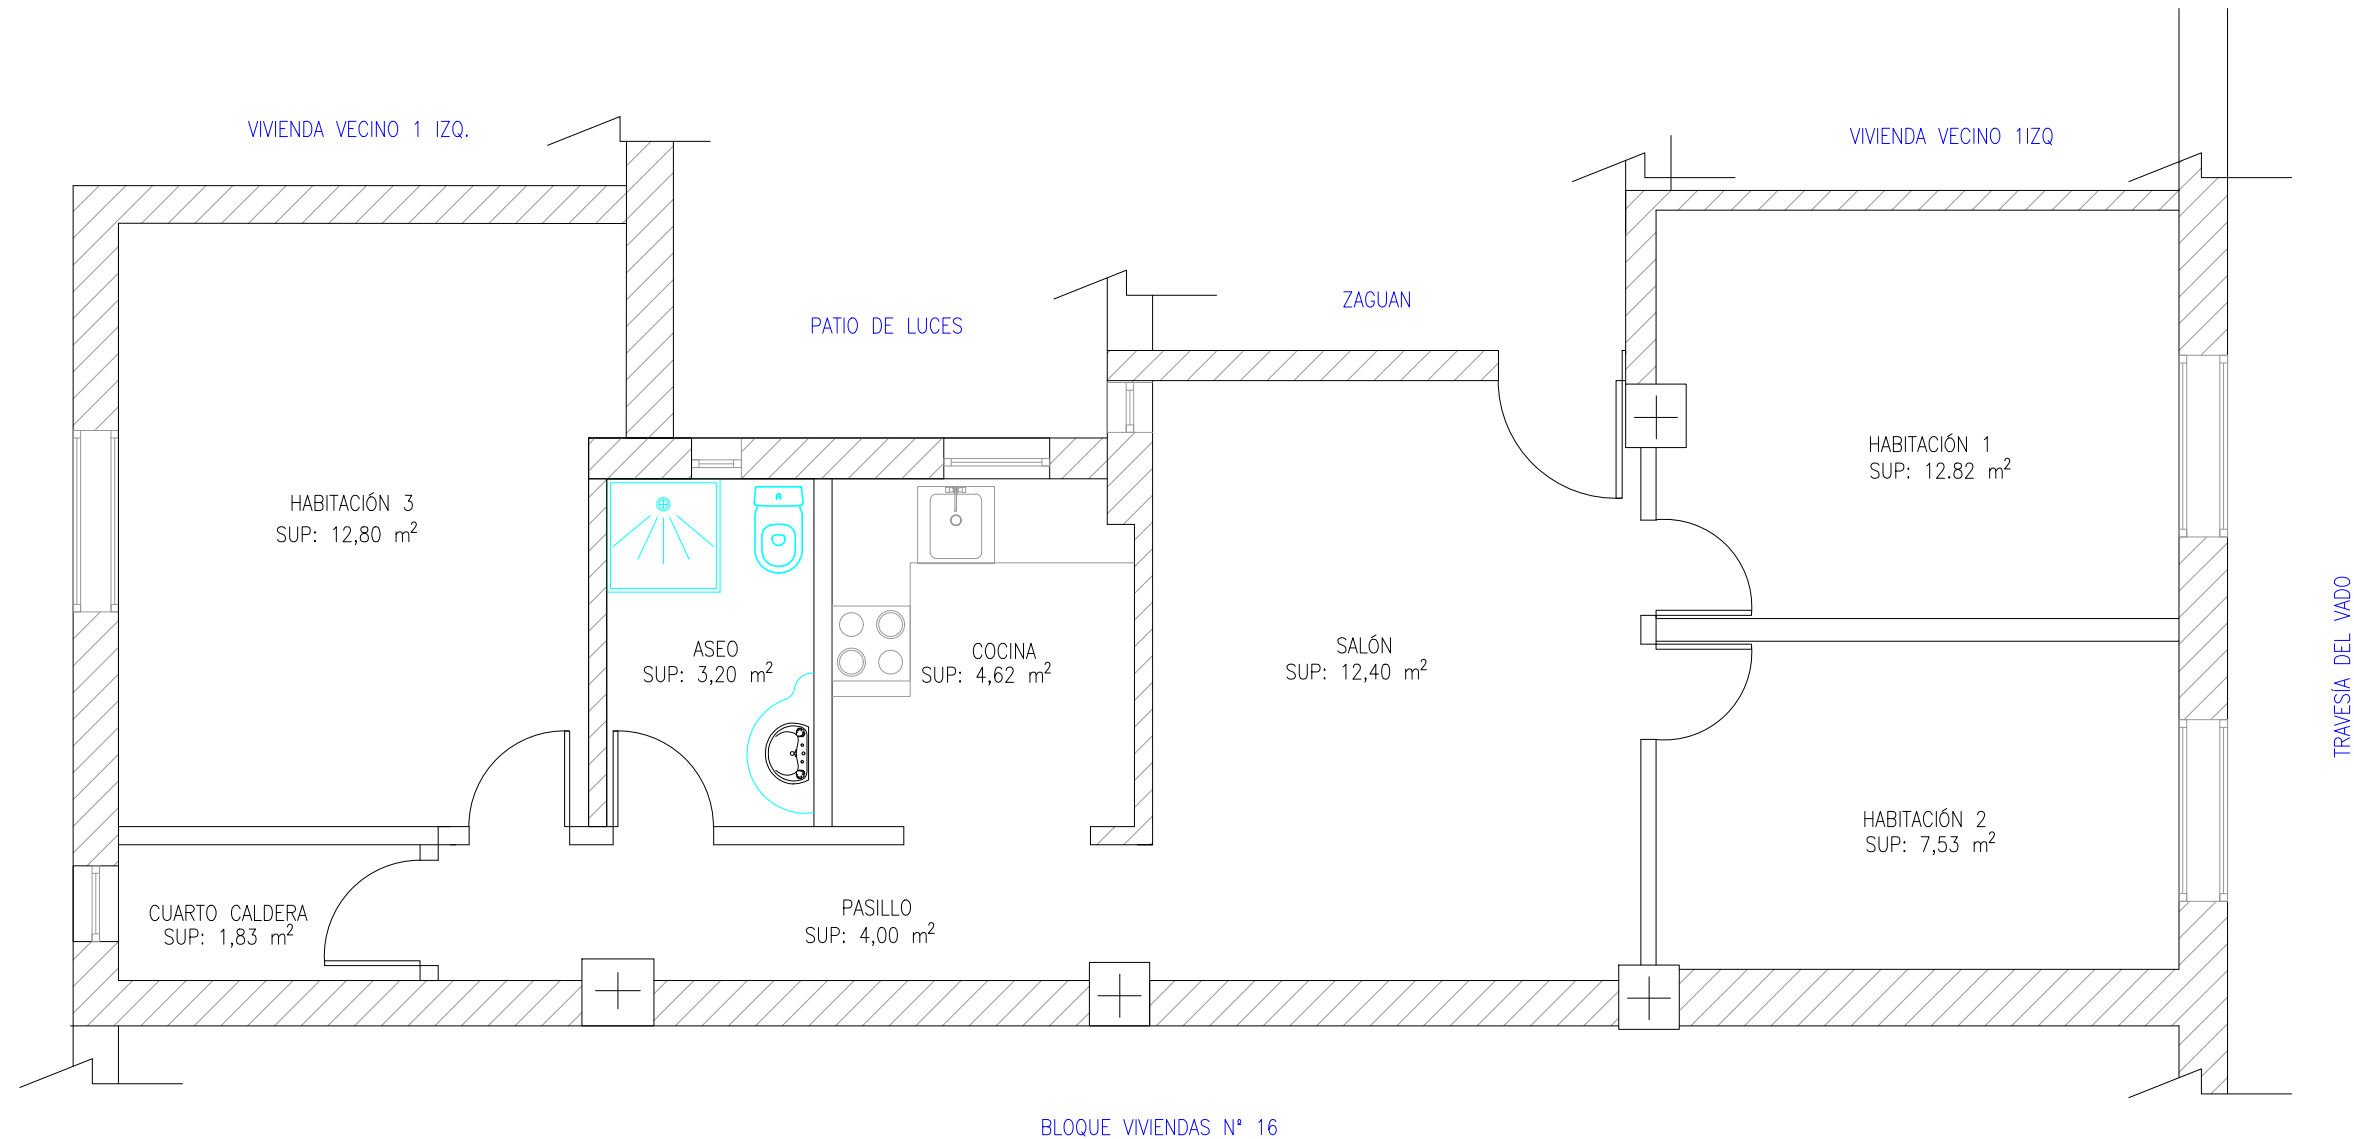 VIVIENDA VECINO 1 IZQ.
VIVIENDA VECINO 1IZQ
ZAGUAN
PATIO DE LUCES
HABITACIÓN 1
SUP: 12.82 m²
HABITACIÓN 3
SUP: 12,80 m²
ASEO
SUP: 3,20 m²
COCINA
SUP: 4,62 m²
SALÓN
SUP: 12,40 m²
TRAVESÍA DEL VADO
HABITACIÓN 2
SUP: 7,53 m²
CUARTO CALDERA
SUP: 1,83 m²
PASILLO
SUP: 4,00 m²
BLOQUE VIVIENDAS Nº 16